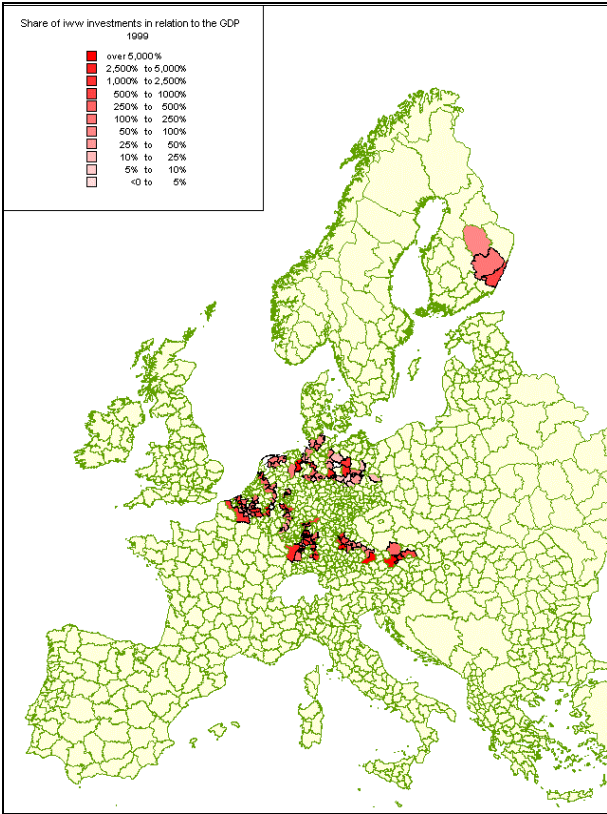 Share of iww investments in relation to the GDP
1999
over 5,000%
2,500% to 5,000%
1,000% to 2,500%
500% to 1000%
250% to 500%
100% to 250%
50% to 100%
25% to 50%
10% to 25%
5% to 10%
<0 to 5%